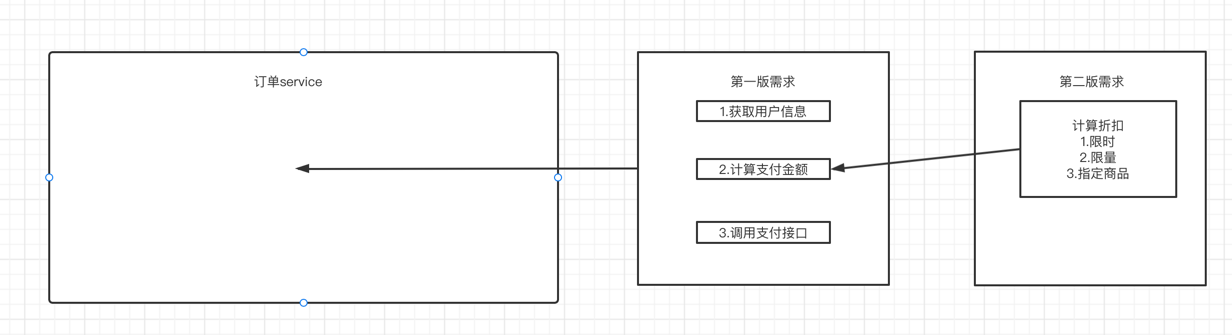 订单service
第一版需求
1.获取用户信息
2.计算支付金额
3.调用支付接口
第二版需求
计算折扣
1.限时
2.限量
3.指定商品